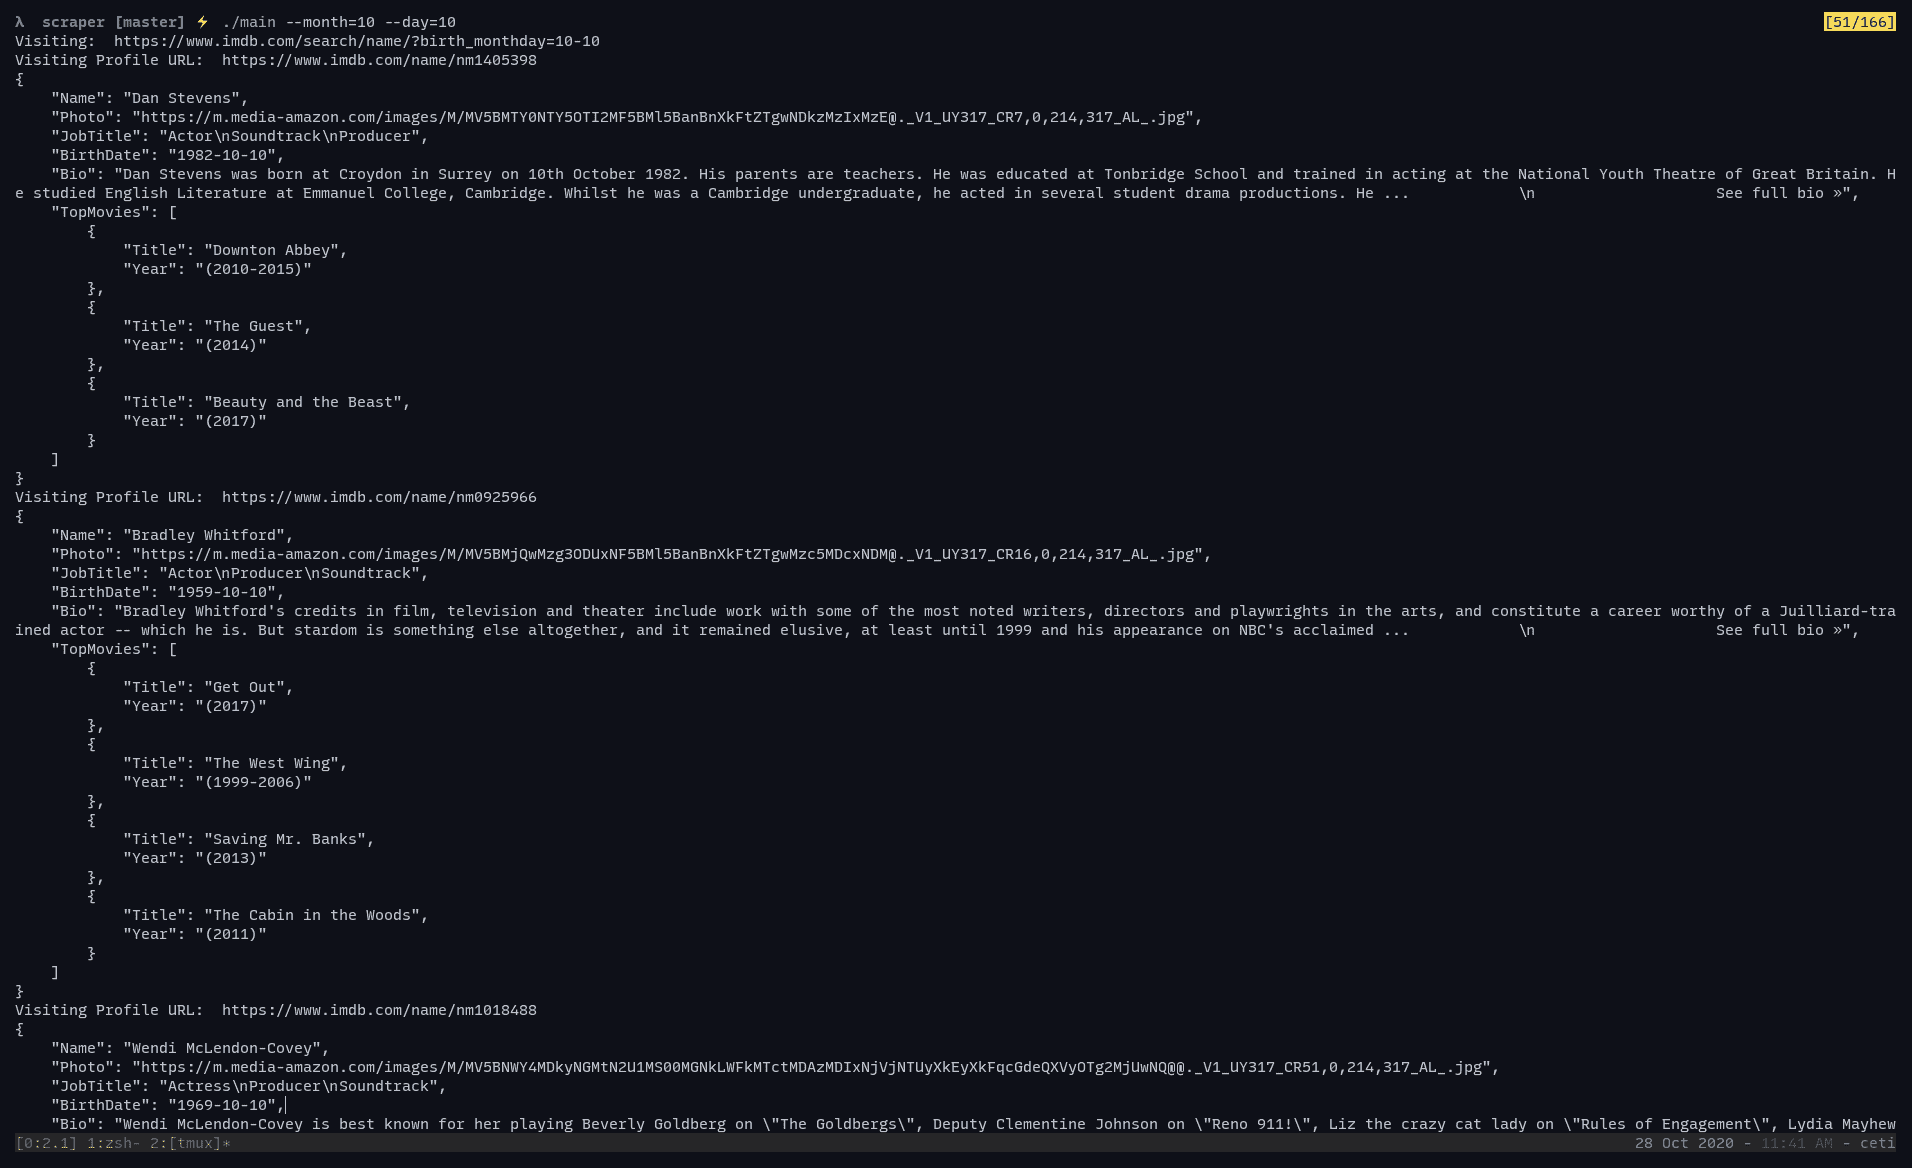 λ  scraper [master] ⚡ ./main --month=10 --day=10 [51/166]
Visiting:  https://www.imdb.com/search/name/?birth_monthday=10-10
Visiting Profile URL:  https://www.imdb.com/name/nm1405398
{
    "Name": "Dan Stevens",
    "Photo": "https://m.media-amazon.com/images/M/MV5BMTY0NTY5OTI2MF5BMl5BanBnXkFtZTgwNDkzMzIxMzE@._V1_UY317_CR7,0,214,317_AL_.jpg",
    "JobTitle": "Actor\nSoundtrack\nProducer",
    "BirthDate": "1982-10-10",
    "Bio": "Dan Stevens was born at Croydon in Surrey on 10th October 1982. His parents are teachers. He was educated at Tonbridge School and trained in acting at the National Youth Theatre of Great Britain. H
e studied English Literature at Emmanuel College, Cambridge. Whilst he was a Cambridge undergraduate, he acted in several student drama productions. He ...            \n                    See full bio »",
    "TopMovies": [
        {
            "Title": "Downton Abbey",
            "Year": "(2010-2015)"
        },
        {
            "Title": "The Guest",
            "Year": "(2014)"
        },
        {
            "Title": "Beauty and the Beast",
            "Year": "(2017)"
        }
    ]
}
Visiting Profile URL:  https://www.imdb.com/name/nm0925966
{
    "Name": "Bradley Whitford",
    "Photo": "https://m.media-amazon.com/images/M/MV5BMjQwMzg3ODUxNF5BMl5BanBnXkFtZTgwMzc5MDcxNDM@._V1_UY317_CR16,0,214,317_AL_.jpg",
    "JobTitle": "Actor\nProducer\nSoundtrack",
    "BirthDate": "1959-10-10",
    "Bio": "Bradley Whitford's credits in film, television and theater include work with some of the most noted writers, directors and playwrights in the arts, and constitute a career worthy of a Juilliard-tra
ined actor -- which he is. But stardom is something else altogether, and it remained elusive, at least until 1999 and his appearance on NBC's acclaimed ...            \n                    See full bio »",
    "TopMovies": [
        {
            "Title": "Get Out",
            "Year": "(2017)"
        },
        {
            "Title": "The West Wing",
            "Year": "(1999-2006)"
        },
        {
            "Title": "Saving Mr. Banks",
            "Year": "(2013)"
        },
        {
            "Title": "The Cabin in the Woods",
            "Year": "(2011)"
        }
    ]
}
Visiting Profile URL:  https://www.imdb.com/name/nm1018488
{
    "Name": "Wendi McLendon-Covey",
    "Photo": "https://m.media-amazon.com/images/M/MV5BNWY4MDkyNGMtN2U1MS00MGNkLWFkMTctMDAzMDIxNjVjNTUyXkEyXkFqcGdeQXVyOTg2MjUwNQ@@._V1_UY317_CR51,0,214,317_AL_.jpg",
    "JobTitle": "Actress\nProducer\nSoundtrack",
    "BirthDate": "1969-10-10",
    "Bio": "Wendi McLendon-Covey is best known for her playing Beverly Goldberg on \"The Goldbergs\", Deputy Clementine Johnson on \"Reno 911!\", Liz the crazy cat lady on \"Rules of Engagement\", Lydia Mayhew
[0:2.1] 1:zsh- 2:[tmux]* 28 Oct 2020 - 11:41 AM - ceti